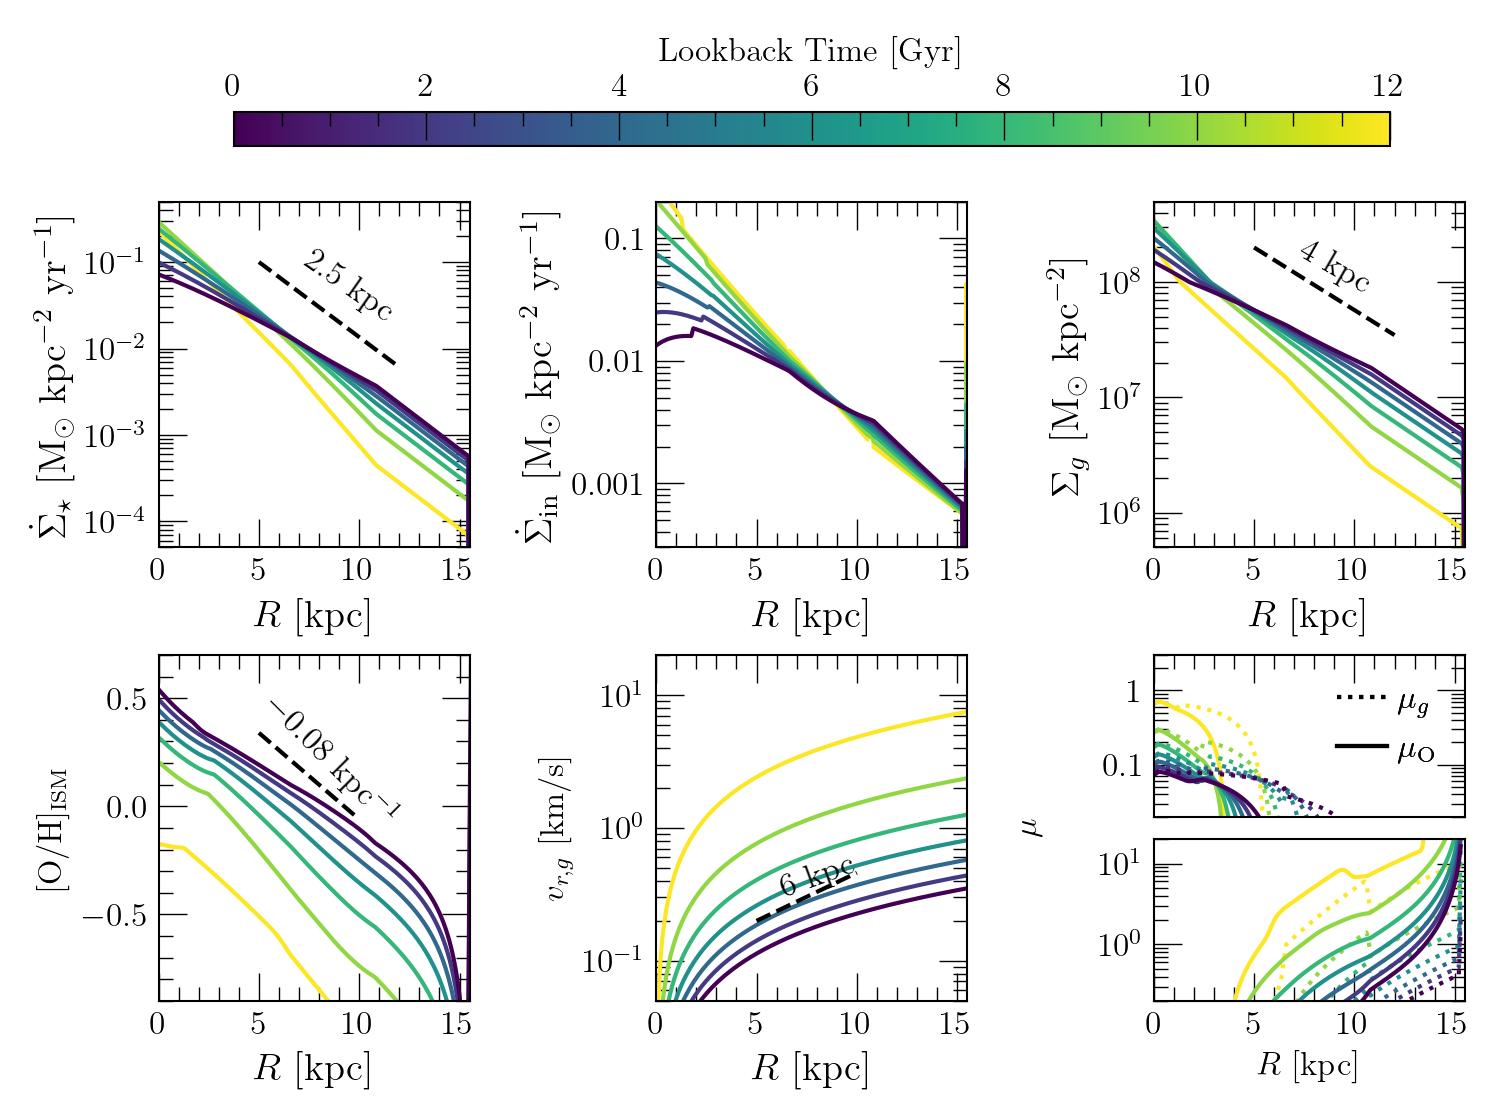 Lookback Time [Gyr]
0 2 4 6 8 10 12
Σ̇⋆ [M⊙ kpc−2 yr−1]
10−1
10−2
10−3
10−4
2.5 kpc
0 5 10 15
R [kpc]
Σ̇in [M⊙ kpc−2 yr−1]
0.1
0.01
0.001
0 5 10 15
R [kpc]
Σg [M⊙ kpc−2]
108
107
106
4 kpc
0 5 10 15
R [kpc]
[O/H]ISM
0.5
0.0
−0.5
−0.08 kpc−1
0 5 10 15
R [kpc]
vr,g [km/s]
101
100
10−1
6 kpc
0 5 10 15
R [kpc]
μ
1
0.1
μg
μO
101
100
0 5 10 15
R [kpc]